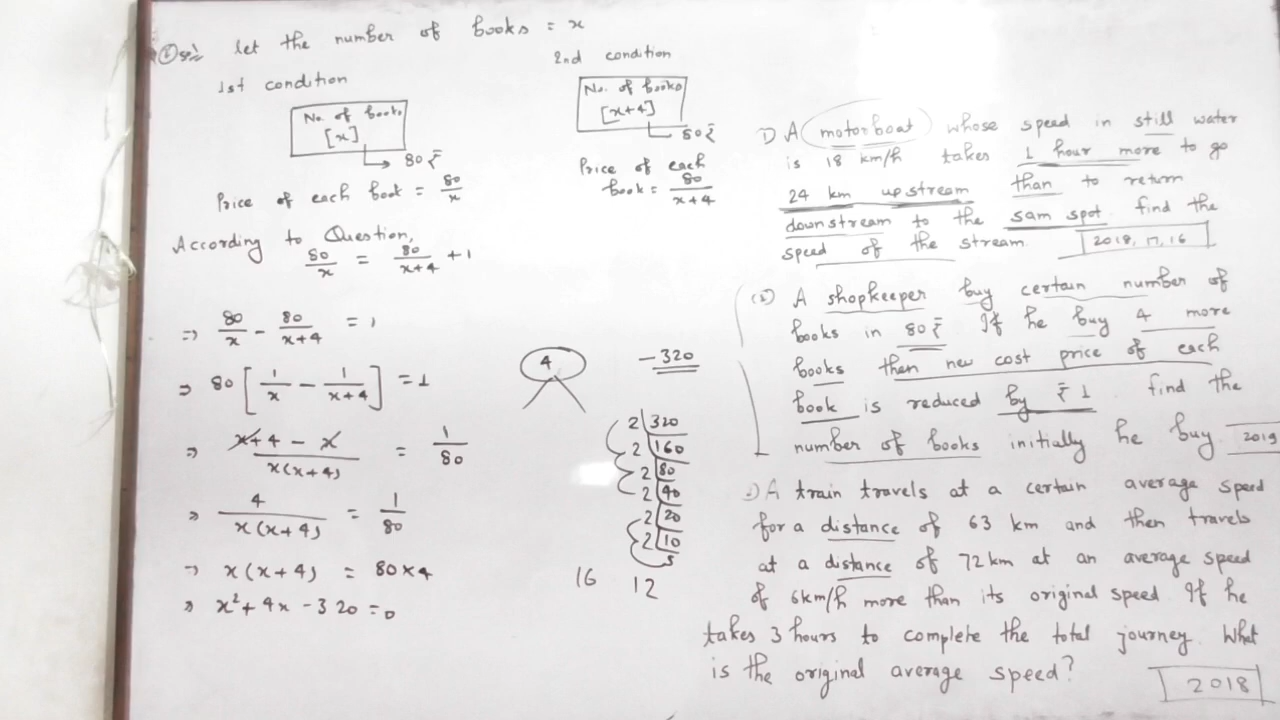 ② Solⁿ let the number of books = x
1st condition
No. of books
[x]
80 ₹
Price of each book = 80/x
2nd condition
No. of books
[x+4]
80 ₹
Price of each
book = 80/x+4
According to Question,
80/x = 80/x+4 + 1
⇒ 80/x - 80/x+4 = 1
⇒ 80 [1/x - 1/x+4] = 1
⇒ x+4-x/x(x+4) = 1/80
⇒ 4/x(x+4) = 1/80
⇒ x(x+4) = 80×4
⇒ x²+4x-320=0
4
-320
2 320
2 160
2 80
2 40
2 20
2 10
5
16 12
1) A motorboat whose speed in still water
is 18 km/h takes 1 hour more to go
24 km upstream than to return
downstream to the sam spot. find the
speed of the stream. 2018, 17, 16
(2) A shopkeeper buy certain number of
books in 80₹ If he buy 4 more
books then new cost price of each
book is reduced by ₹ 1 find the
number of books initially he buy. 2019
.) A train travels at a certain average speed
for a distance of 63 km and then travels
at a distance of 72 km at an average speed
of 6km/h more than its original speed. If he
takes 3 hours to complete the total journey. What
is the original average speed?
2018